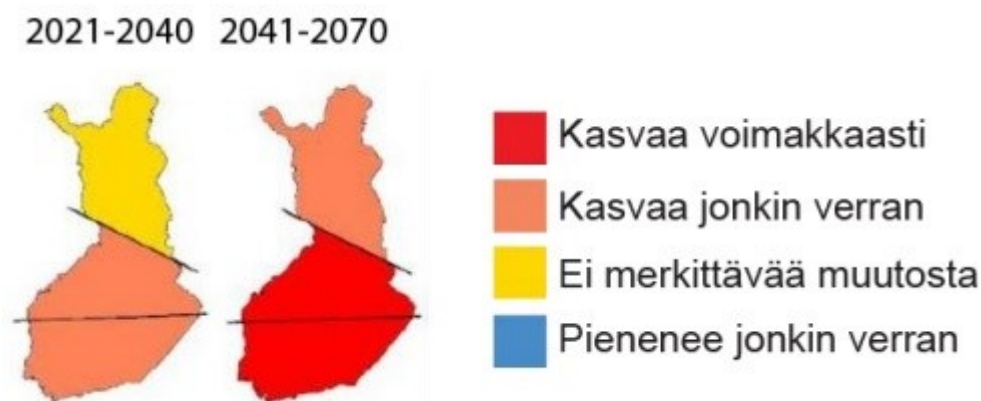 2021-2040 2041-2070
Kasvaa voimakkaasti
Kasvaa jonkin verran
Ei merkittävää muutosta
Pienenee jonkin verran